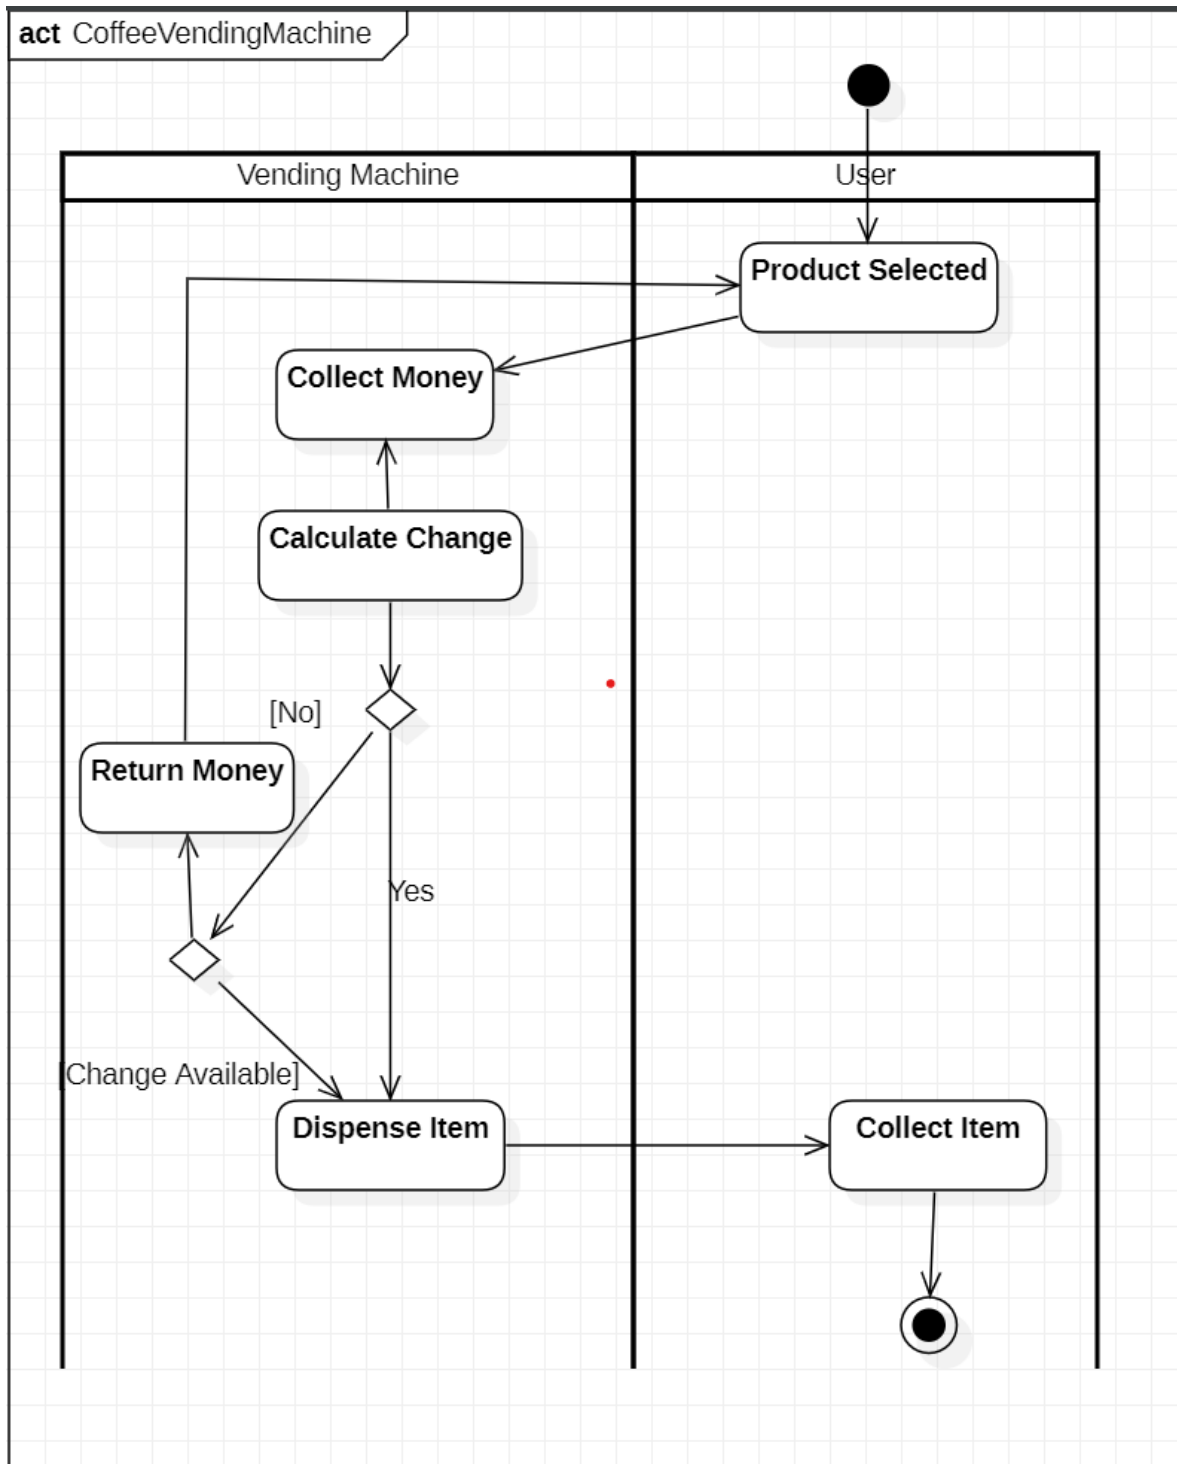 act CoffeeVendingMachine
Vending Machine
User
Product Selected
Collect Money
Calculate Change
[No]
Return Money
Yes
[Change Available]
Dispense Item
Collect Item